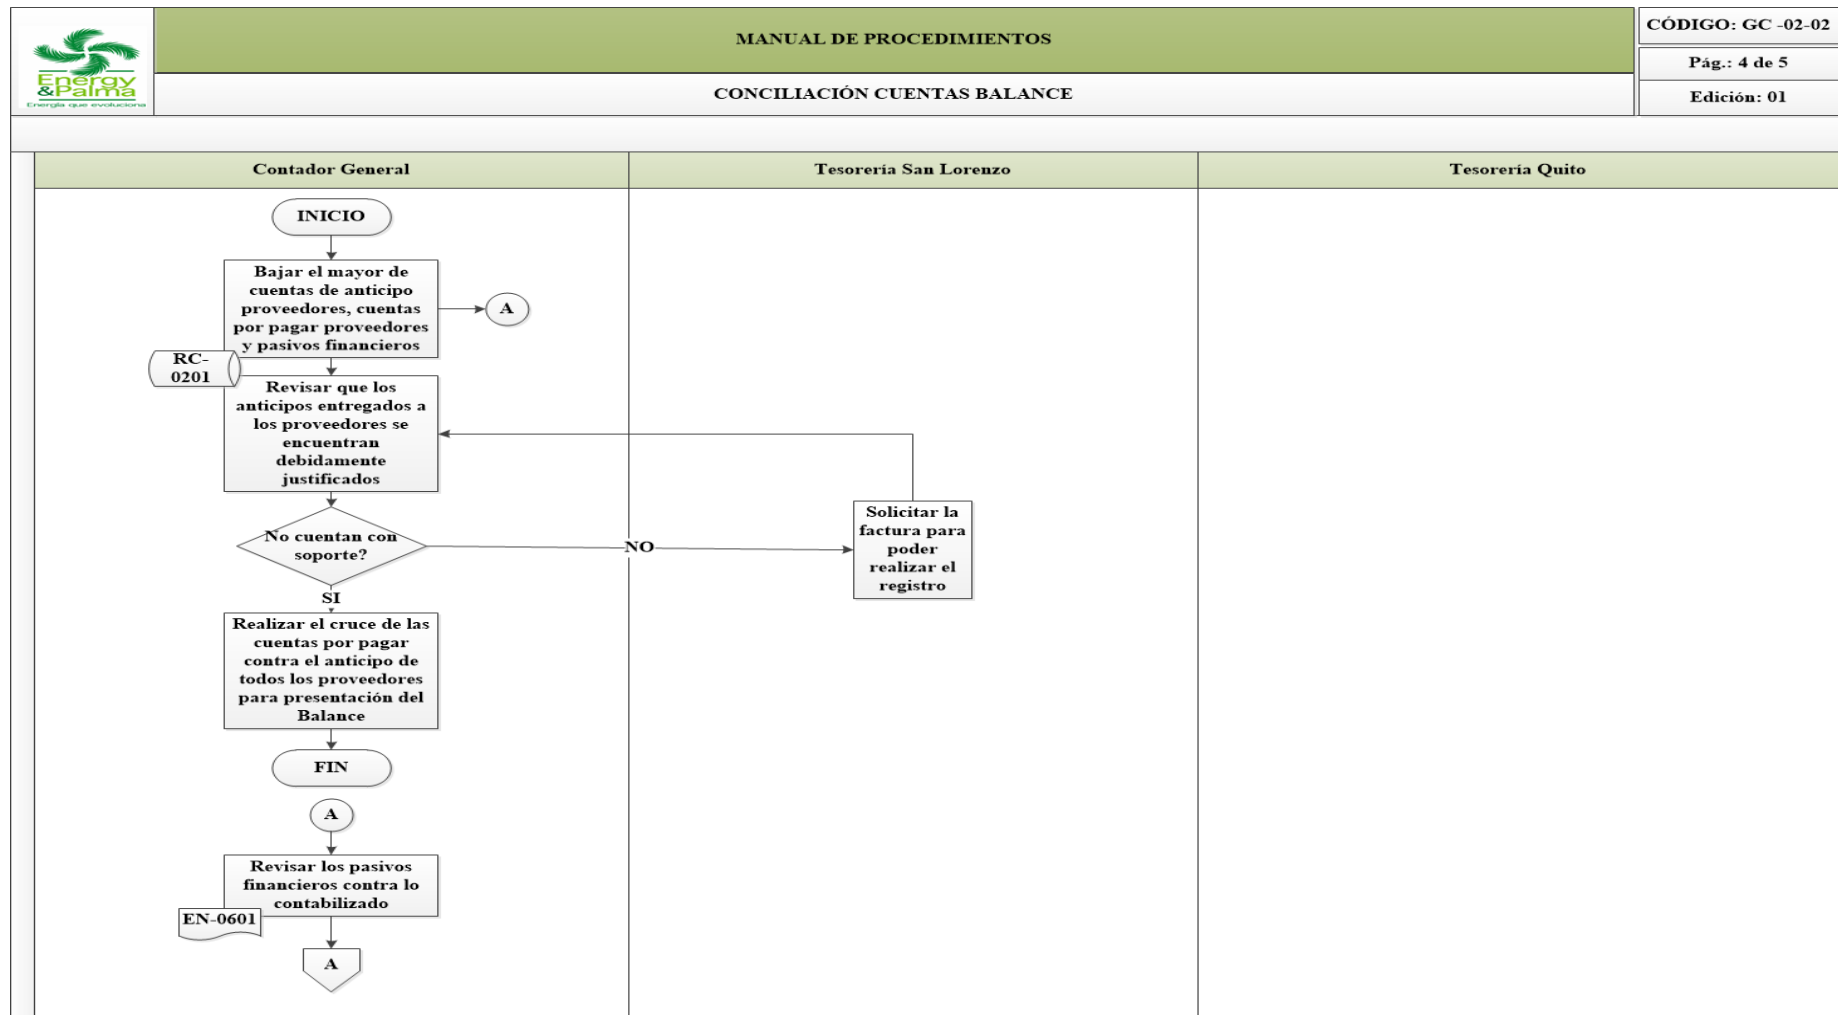 Energy
&Palma
Energía que evoluciona
MANUAL DE PROCEDIMIENTOS
CONCILIACIÓN CUENTAS BALANCE
CÓDIGO: GC -02-02
Pág.: 4 de 5
Edición: 01
Contador General
Tesorería San Lorenzo
Tesorería Quito
INICIO
Bajar el mayor de
cuentas de anticipo
proveedores, cuentas
por pagar proveedores
y pasivos financieros
A
RC-
0201
Revisar que los
anticipos entregados a
los proveedores se
encuentran
debidamente
justificados
No cuentan con
soporte?
NO
Solicitar la
factura para
poder
realizar el
registro
SI
Realizar el cruce de las
cuentas por pagar
contra el anticipo de
todos los proveedores
para presentación del
Balance
FIN
A
Revisar los pasivos
financieros contra lo
contabilizado
EN-0601
A